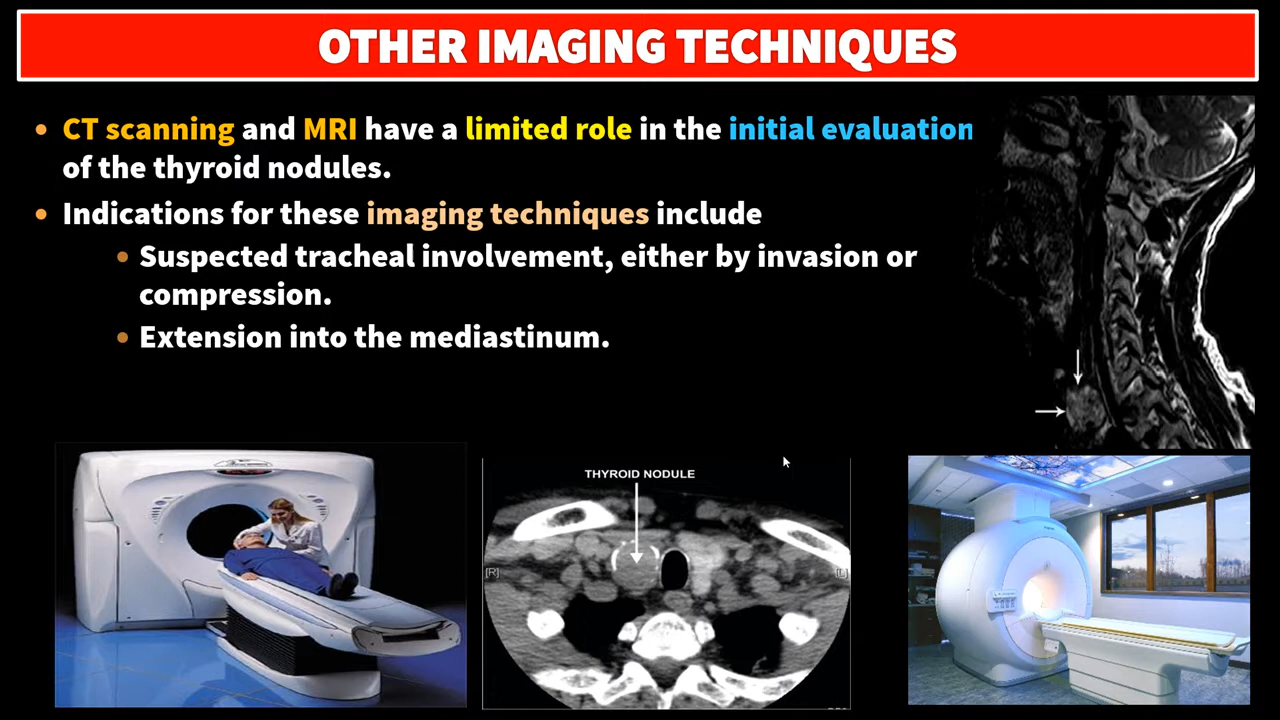 OTHER IMAGING TECHNIQUES
• CT scanning and MRI have a limited role in the initial evaluation
of the thyroid nodules.
• Indications for these imaging techniques include
• Suspected tracheal involvement, either by invasion or
compression.
• Extension into the mediastinum.
THYROID NODULE
[R]
[L]